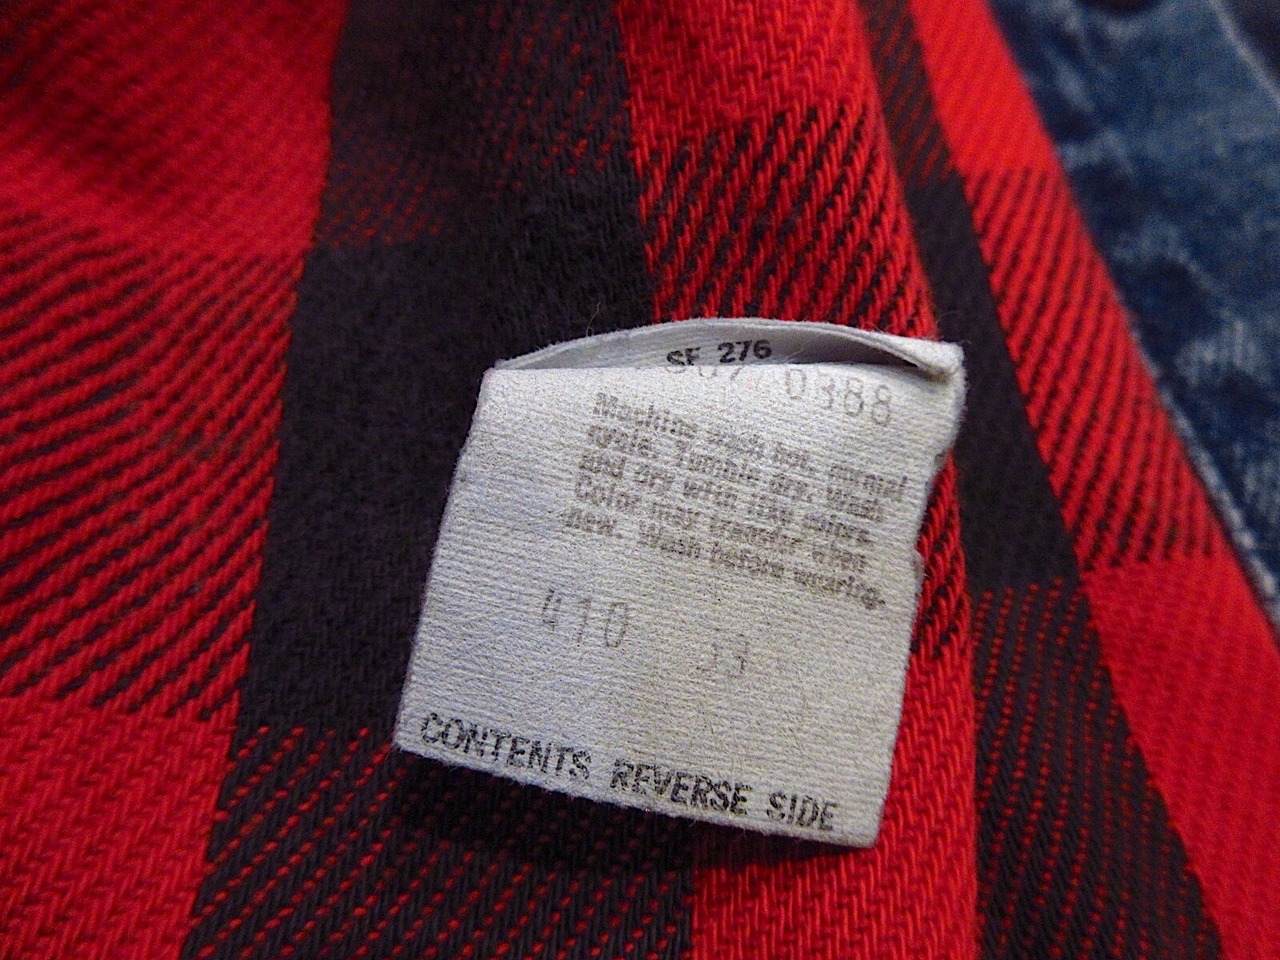 SF 276
0388
Machine wash hot, normal
cycle. Tumble dry. Wash
and dry with like colors.
Color may transfer when
new. Wash before wearing.
410 33
CONTENTS REVERSE SIDE